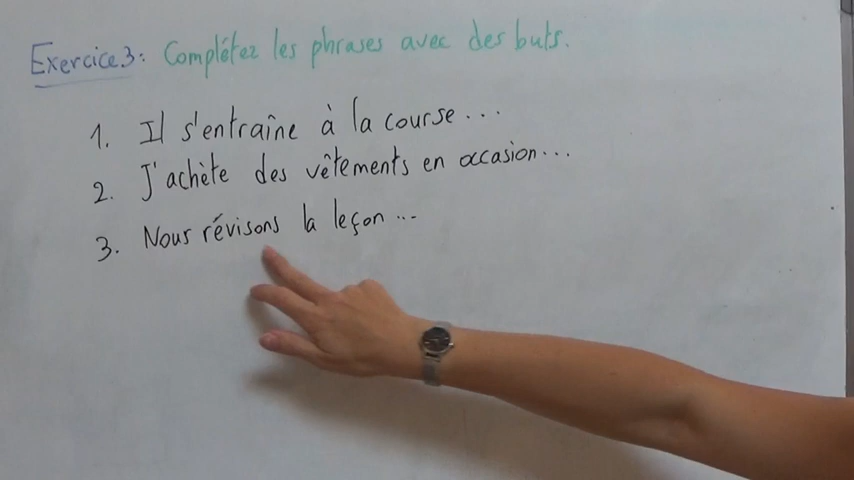 Exercice 3: Complétez les phrases avec des buts.
1. Il s'entraîne à la course...
2. J'achète des vêtements en occasion...
3. Nous révisons la leçon...